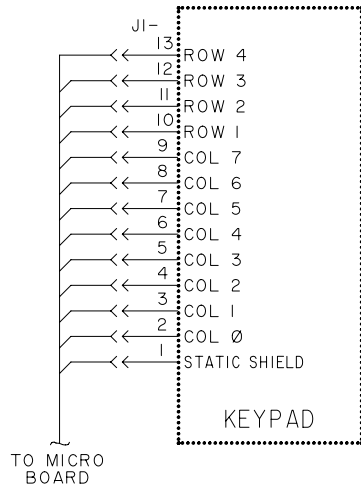 J1-
13 ROW 4
12 ROW 3
11 ROW 2
10 ROW 1
9 COL 7
8 COL 6
7 COL 5
6 COL 4
5 COL 3
4 COL 2
3 COL 1
2 COL Ø
1 STATIC SHIELD
KEYPAD
TO MICRO
BOARD